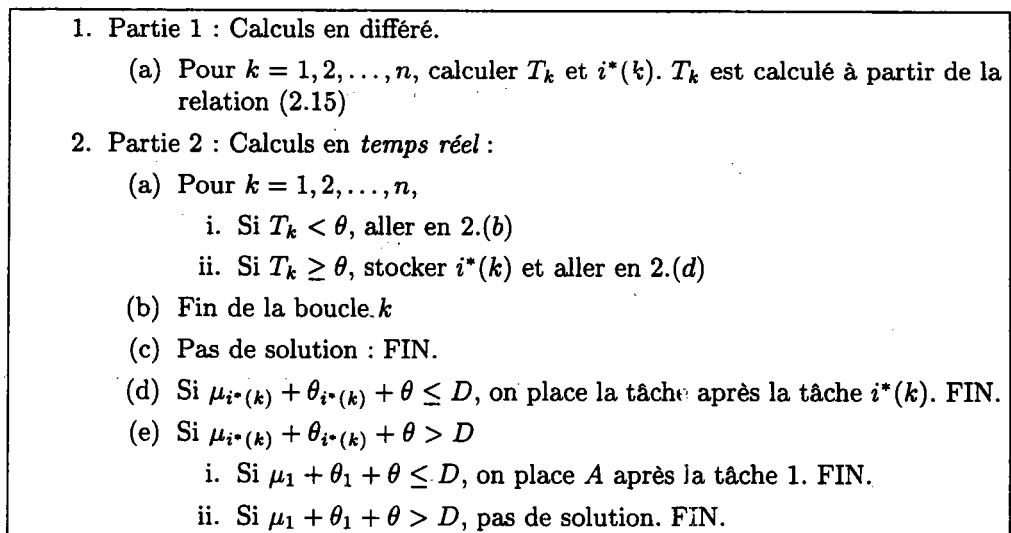 1. Partie 1 : Calculs en différé.
(a) Pour k = 1, 2, . . . , n, calculer T_k et i*(k). T_k est calculé à partir de la
relation (2.15)
2. Partie 2 : Calculs en temps réel :
(a) Pour k = 1, 2, . . . , n,
i. Si T_k < θ, aller en 2.(b)
ii. Si T_k ≥ θ, stocker i*(k) et aller en 2.(d)
(b) Fin de la boucle k
(c) Pas de solution : FIN.
(d) Si μ_{i*(k)} + θ_{i*(k)} + θ ≤ D, on place la tâche après la tâche i*(k). FIN.
(e) Si μ_{i*(k)} + θ_{i*(k)} + θ > D
i. Si μ_1 + θ_1 + θ ≤ D, on place A après la tâche 1. FIN.
ii. Si μ_1 + θ_1 + θ > D, pas de solution. FIN.